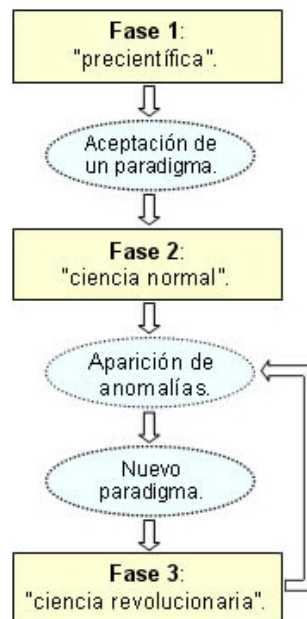 Fase 1:
"precientífica".
Aceptación de
un paradigma.
Fase 2:
"ciencia normal".
Aparición de
anomalías.
Nuevo
paradigma.
Fase 3:
"ciencia revolucionaria".